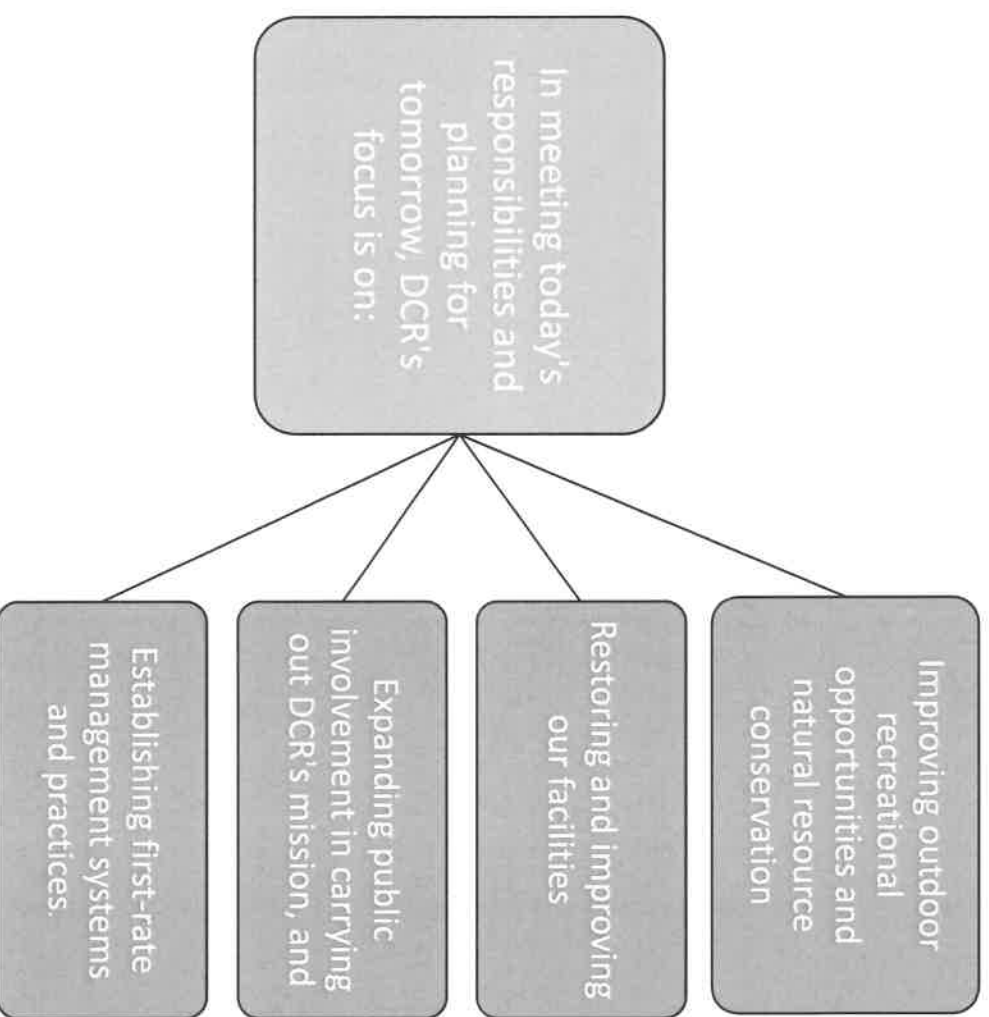 In meeting today's
responsibilities and
planning for
tomorrow, DCR's
focus is on:
Improving outdoor
recreational
opportunities and
natural resource
conservation
Restoring and improving
our facilities
Expanding public
involvement in carrying
out DCR's mission, and
Establishing first-rate
management systems
and practices.